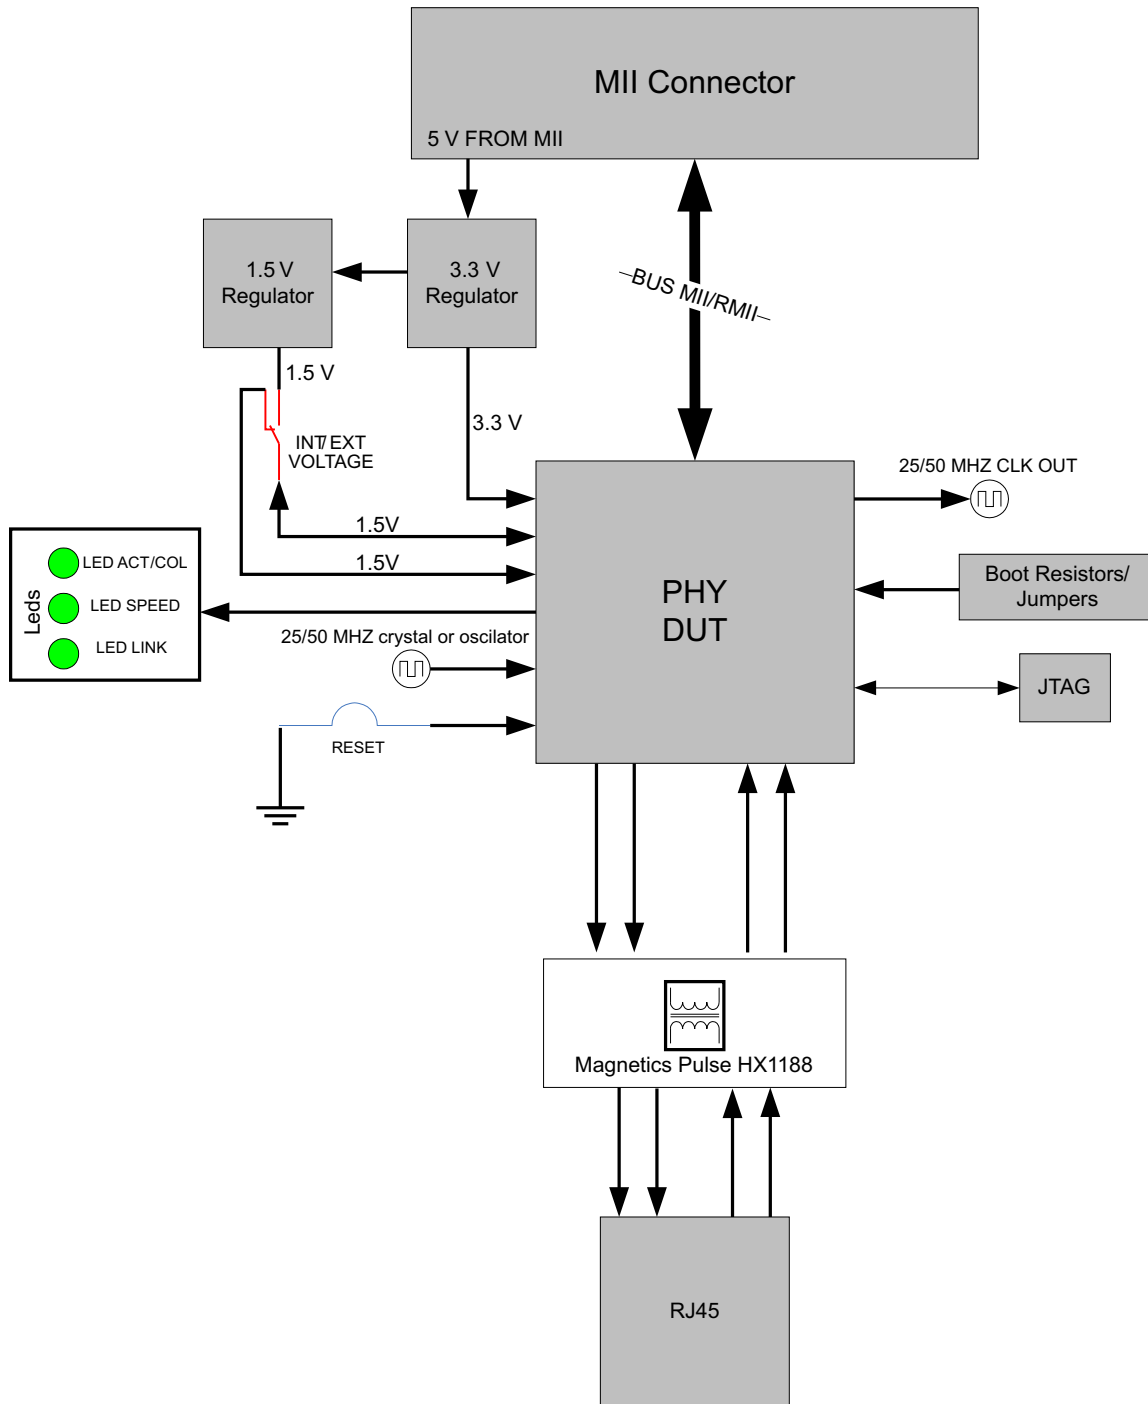 MII Connector
5 V FROM MII
1.5 V
Regulator
3.3 V
Regulator
–BUS MII/RMII–
1.5 V
3.3 V
INT/EXT
VOLTAGE
25/50 MHZ CLK OUT
1.5V
1.5V
Leds
LED ACT/COL
LED SPEED
LED LINK
PHY
DUT
Boot Resistors/
Jumpers
25/50 MHZ crystal or oscilator
JTAG
RESET
Magnetics Pulse HX1188
RJ45